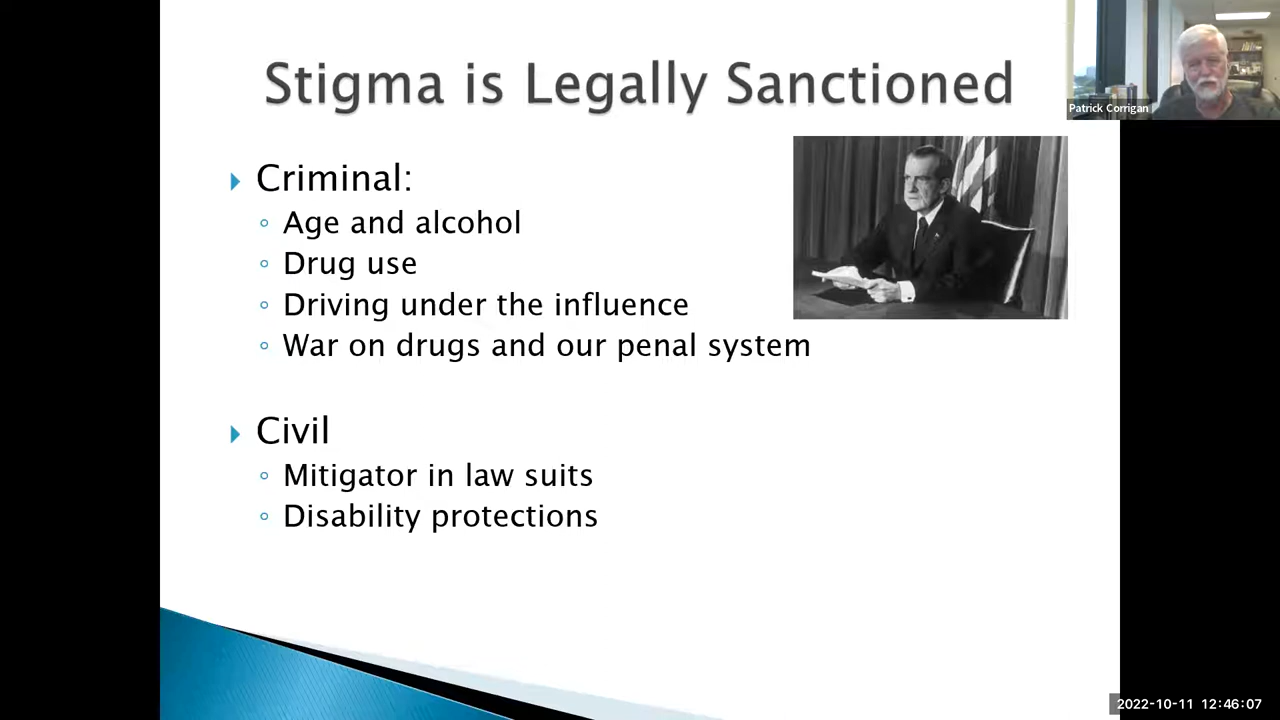 Stigma is Legally Sanctioned
Patrick Corrigan
Criminal:
Age and alcohol
Drug use
Driving under the influence
War on drugs and our penal system
Civil
Mitigator in law suits
Disability protections
2022-10-11 12:46:07